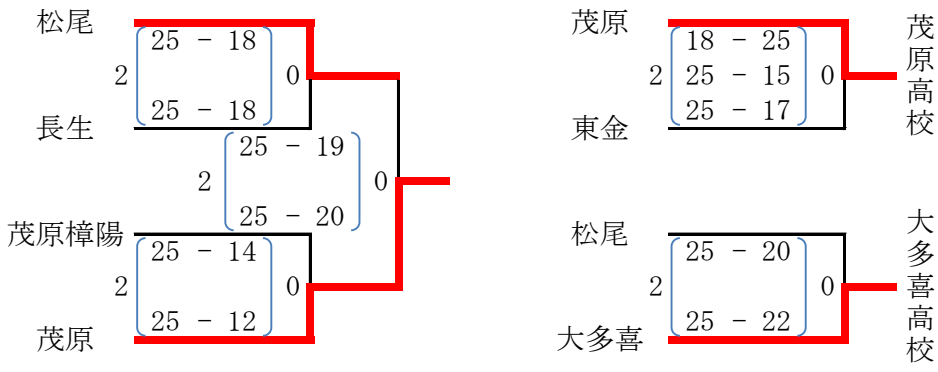 松尾
25 - 18
2 0
25 - 18
長生
25 - 19
2 0
25 - 20
茂原樟陽
25 - 14
2 0
25 - 12
茂原
茂原
18 - 25
2 25 - 15 0
25 - 17
東金
茂原高校
松尾
25 - 20
2 0
25 - 22
大多喜
大多喜高校